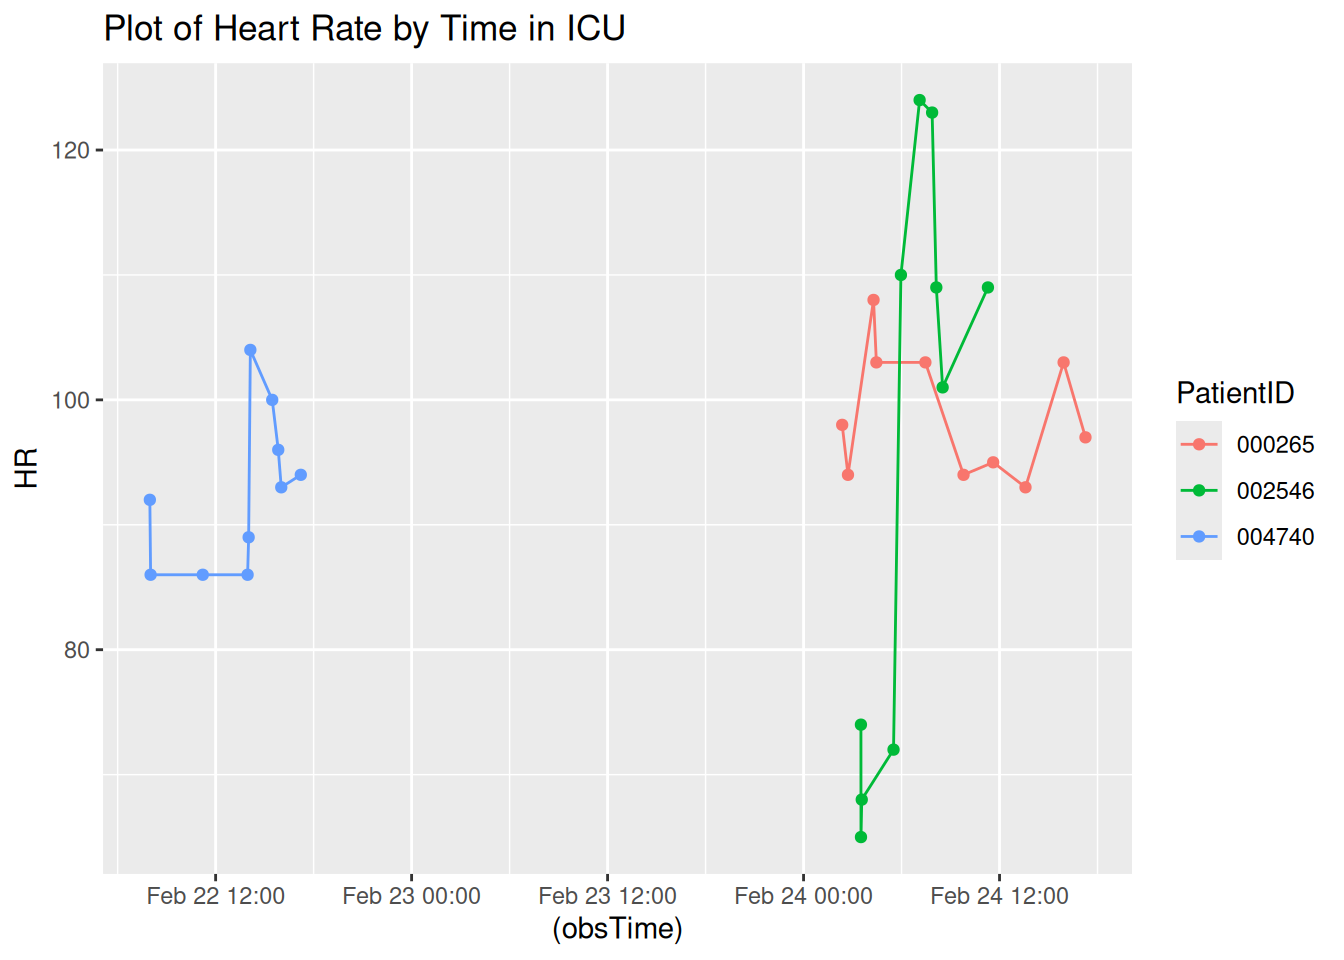 Plot of Heart Rate by Time in ICU
120
100
80
HR
Feb 22 12:00 Feb 23 00:00 Feb 23 12:00 Feb 24 00:00 Feb 24 12:00
(obsTime)
PatientID
000265
002546
004740